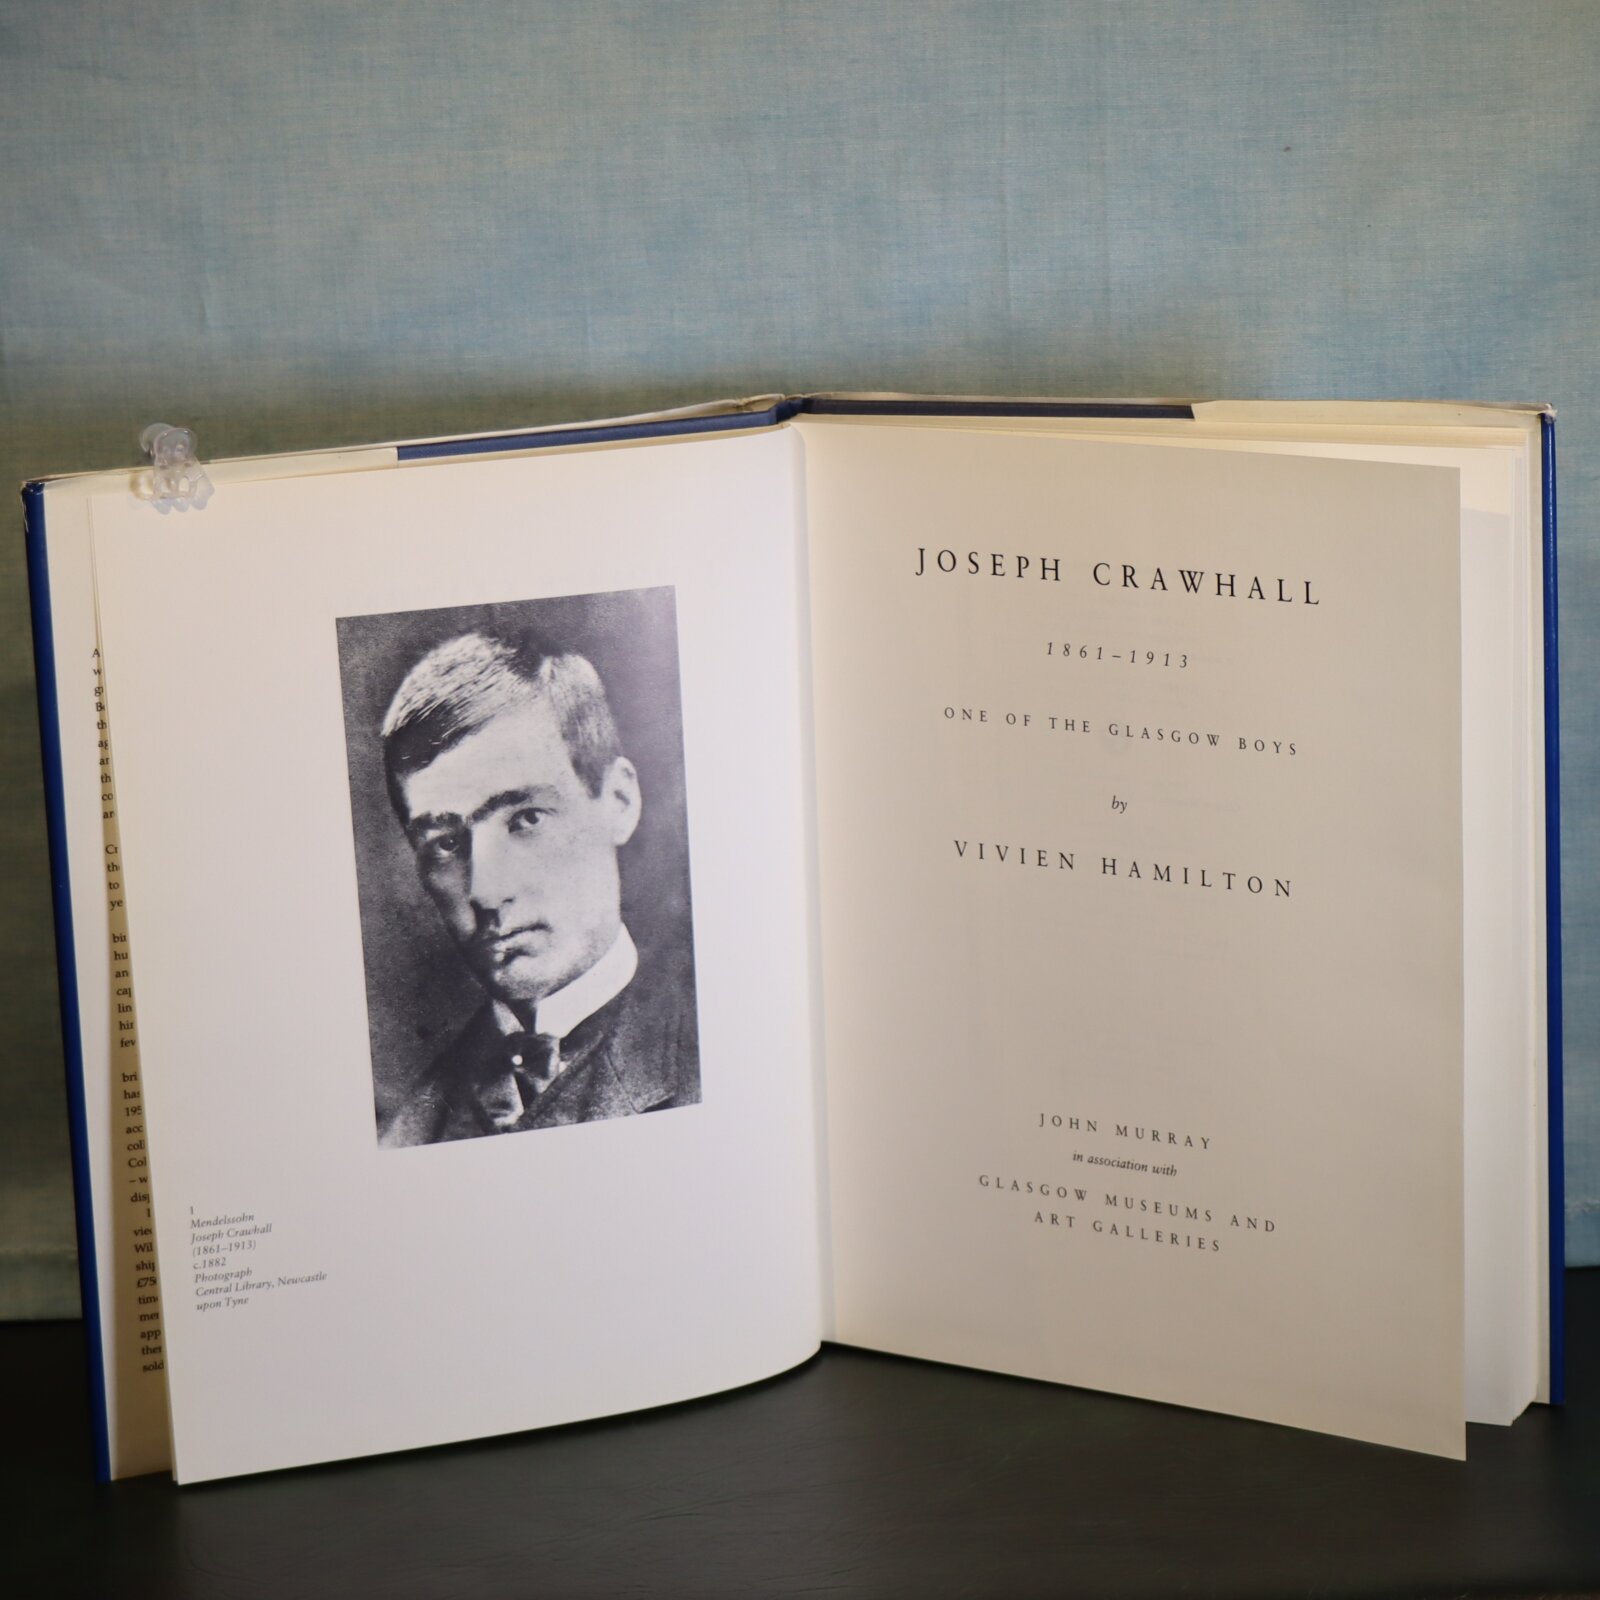 1
Mendelssohn
Joseph Crawhall
(1861–1913)
c.1882
Photograph
Central Library, Newcastle
upon Tyne
JOSEPH CRAWHALL
1861–1913
ONE OF THE GLASGOW BOYS
by
VIVIEN HAMILTON
JOHN MURRAY
in association with
GLASGOW MUSEUMS AND
ART GALLERIES